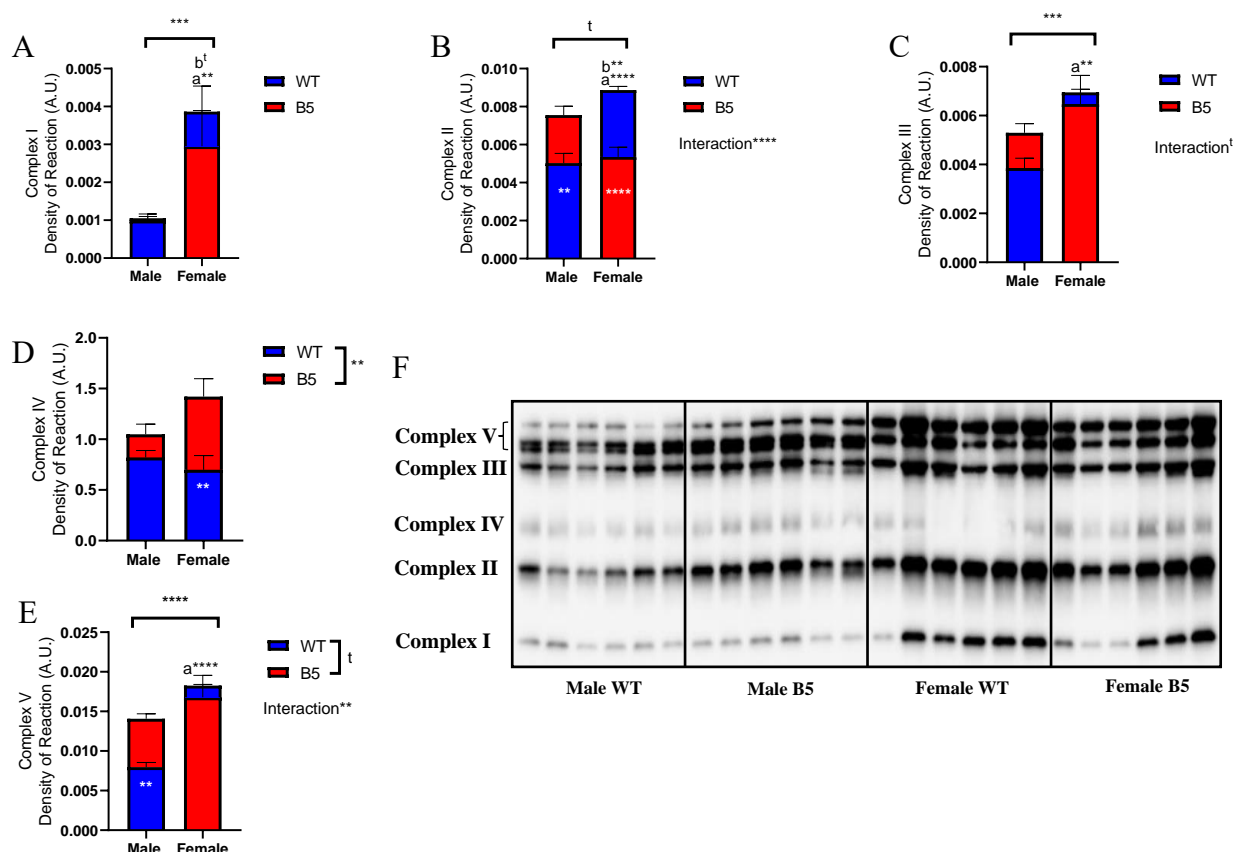 A
***
bᵗ
a**
0.005
0.004
0.003
0.002
0.001
0.000
Complex I
Density of Reaction (A.U.)
Male Female
WT
B5
B
t
b**
a****
0.010
0.008
0.006
0.004
0.002
0.000
Complex II
Density of Reaction (A.U.)
**
****
Male Female
WT
B5
Interaction****
C
***
a**
0.008
0.006
0.004
0.002
0.000
Complex III
Density of Reaction (A.U.)
Male Female
WT
B5
Interactionᵗ
D
2.0
1.5
1.0
0.5
0.0
Complex IV
Density of Reaction (A.U.)
**
Male Female
WT
B5
**
E
****
a****
0.025
0.020
0.015
0.010
0.005
0.000
Complex V
Density of Reaction (A.U.)
**
Male Female
WT
B5
t
Interaction**
F
Complex V
Complex III
Complex IV
Complex II
Complex I
Male WT Male B5 Female WT Female B5